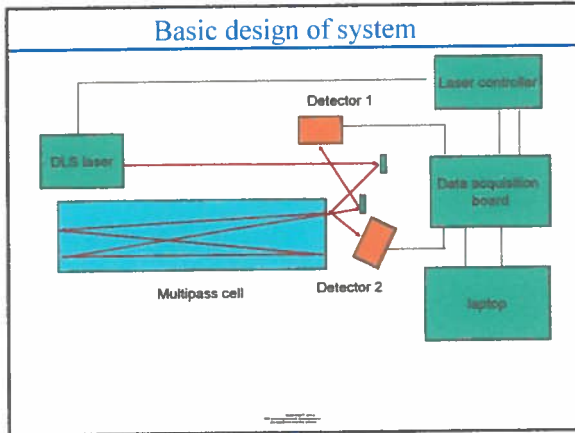 Basic design of system
Laser controller
Detector 1
DLS laser
Data acquisition
board
Multipass cell
Detector 2
laptop